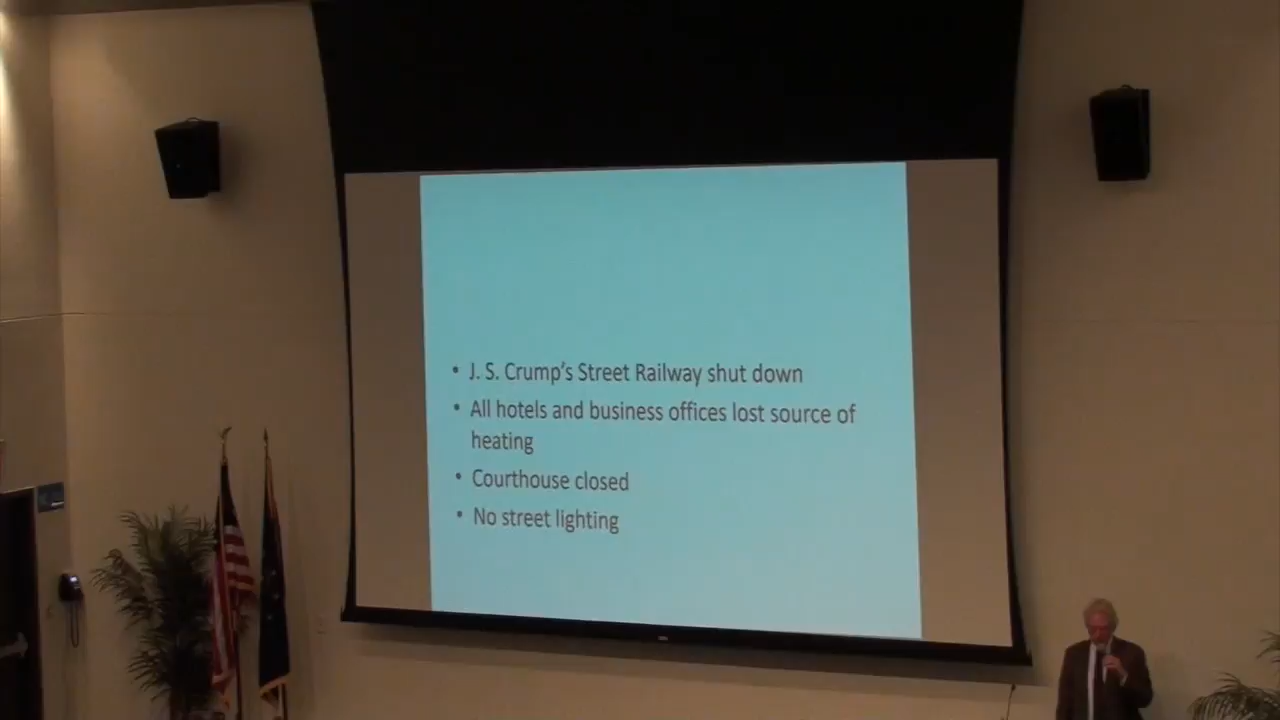 • J. S. Crump's Street Railway shut down
• All hotels and business offices lost source of
heating
• Courthouse closed
• No street lighting